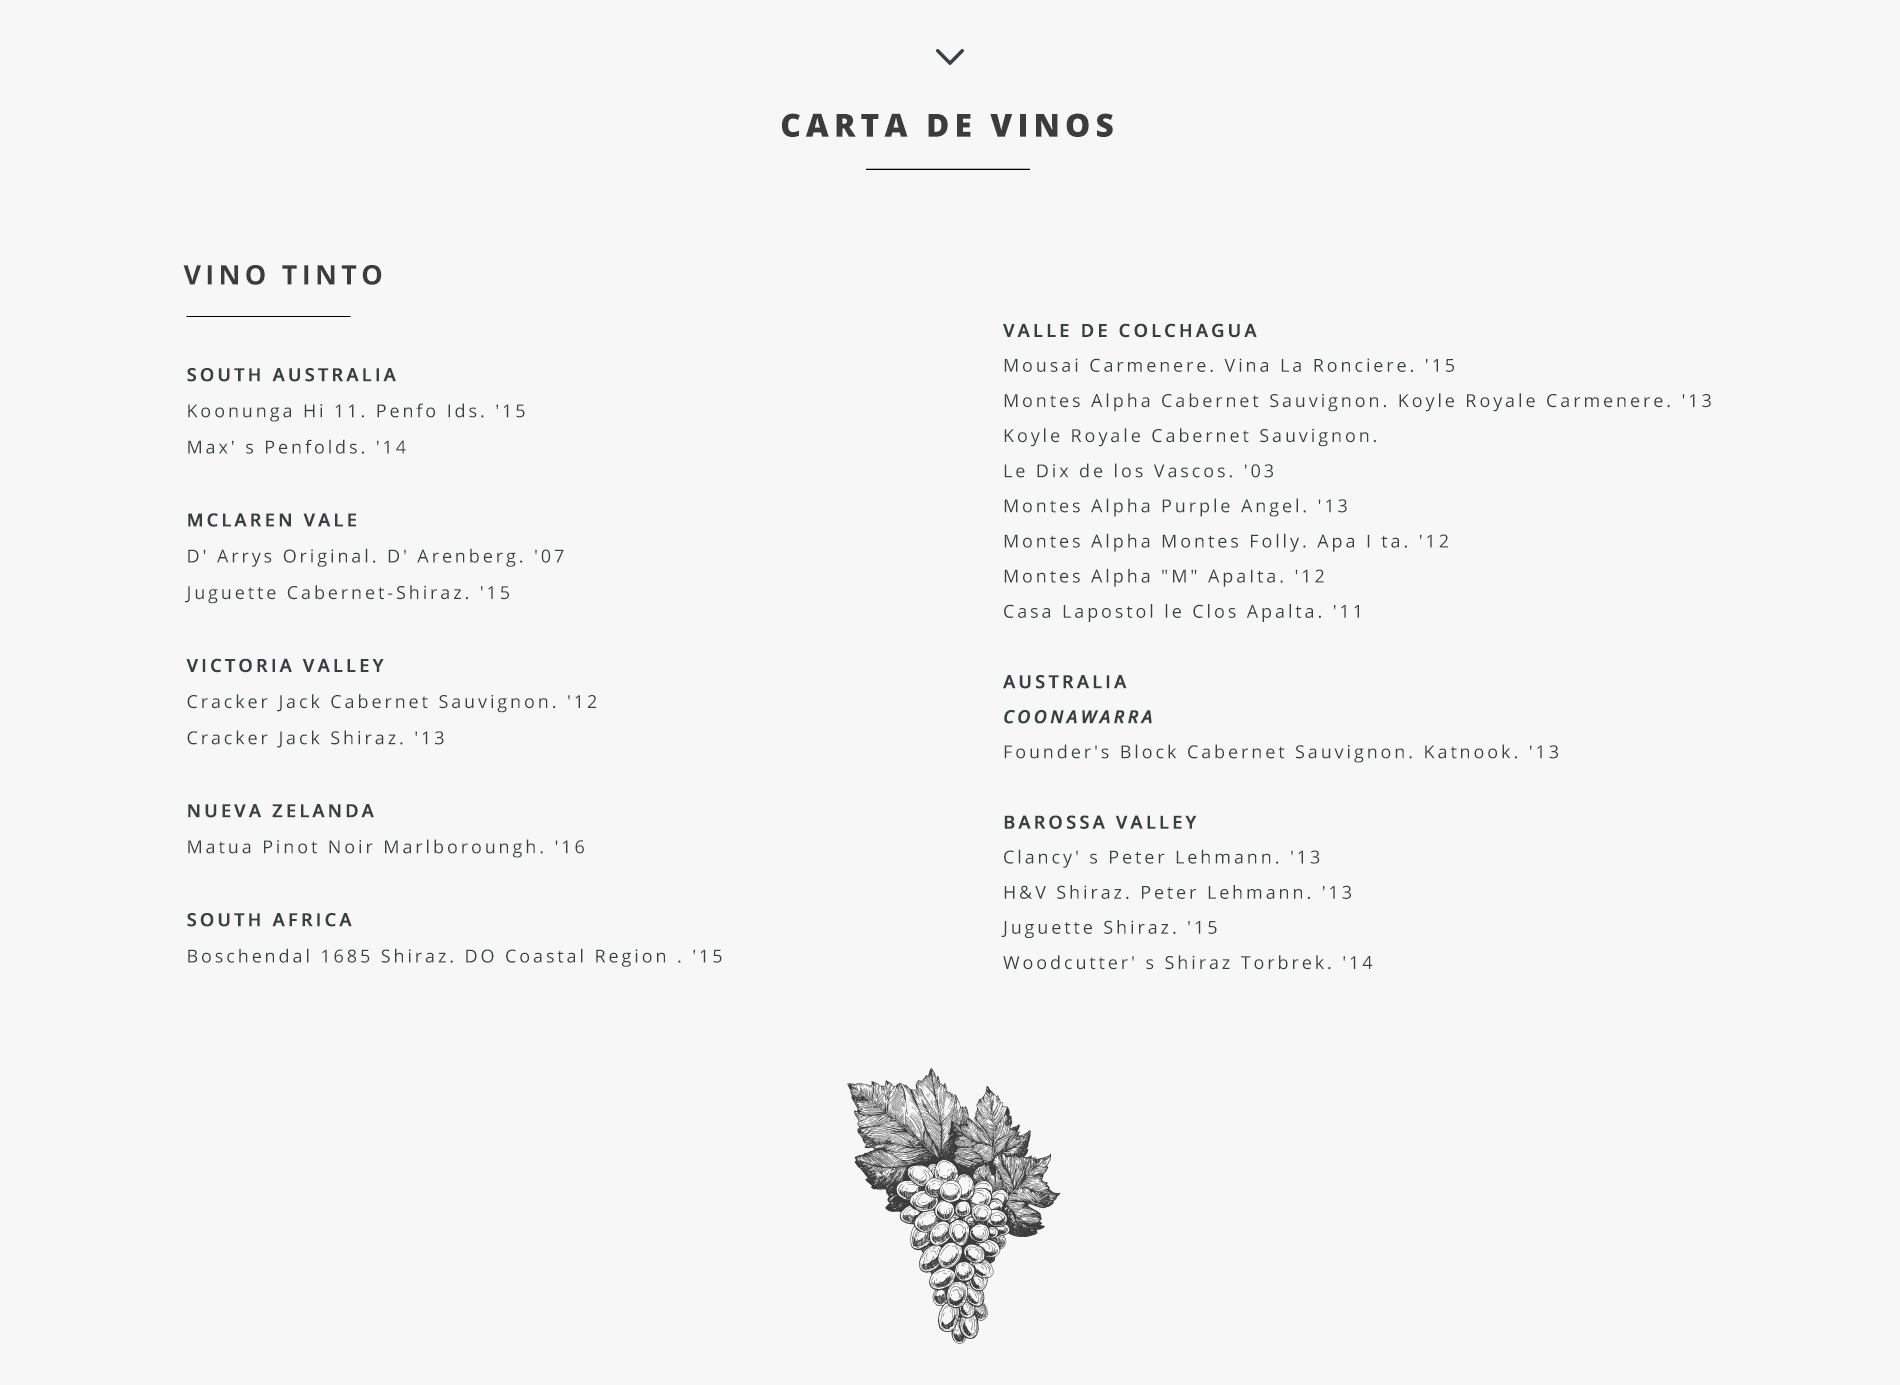 CARTA DE VINOS
VINO TINTO
SOUTH AUSTRALIA
Koonunga Hi 11. Penfo Ids. '15
Max' s Penfolds. '14
MCLAREN VALE
D' Arrys Original. D' Arenberg. '07
Juguette Cabernet-Shiraz. '15
VICTORIA VALLEY
Cracker Jack Cabernet Sauvignon. '12
Cracker Jack Shiraz. '13
NUEVA ZELANDA
Matua Pinot Noir Marlboroungh. '16
SOUTH AFRICA
Boschendal 1685 Shiraz. DO Coastal Region . '15
VALLE DE COLCHAGUA
Mousai Carmenere. Vina La Ronciere. '15
Montes Alpha Cabernet Sauvignon. Koyle Royale Carmenere. '13
Koyle Royale Cabernet Sauvignon.
Le Dix de los Vascos. '03
Montes Alpha Purple Angel. '13
Montes Alpha Montes Folly. Apa I ta. '12
Montes Alpha "M" Apalta. '12
Casa Lapostol le Clos Apalta. '11
AUSTRALIA
COONAWARRA
Founder's Block Cabernet Sauvignon. Katnook. '13
BAROSSA VALLEY
Clancy' s Peter Lehmann. '13
H&V Shiraz. Peter Lehmann. '13
Juguette Shiraz. '15
Woodcutter' s Shiraz Torbrek. '14